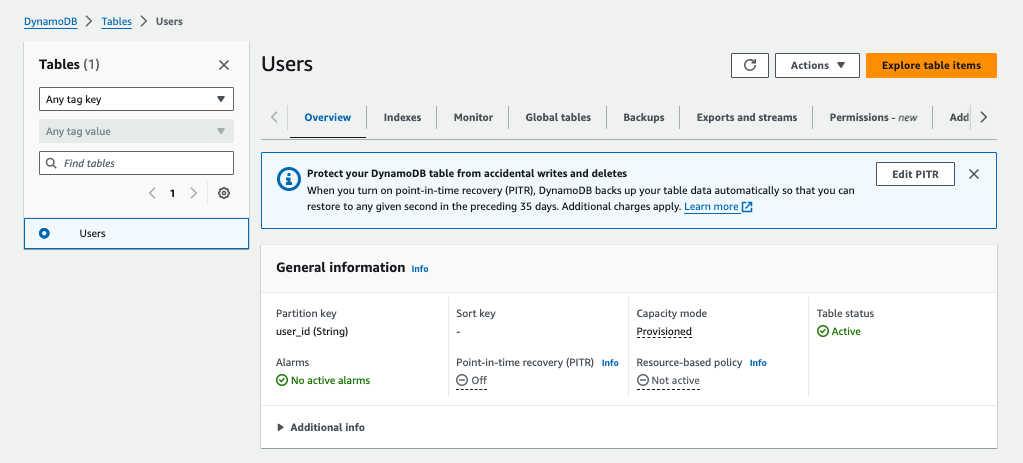 DynamoDB > Tables > Users
Tables (1)
Any tag key
Any tag value
Find tables
1
Users
Users
Actions
Explore table items
Overview
Indexes
Monitor
Global tables
Backups
Exports and streams
Permissions - new
Add
Protect your DynamoDB table from accidental writes and deletes
When you turn on point-in-time recovery (PITR), DynamoDB backs up your table data automatically so that you can
restore to any given second in the preceding 35 days. Additional charges apply. Learn more
Edit PITR
General information Info
Partition key
user_id (String)
Sort key
-
Capacity mode
Provisioned
Table status
Active
Alarms
No active alarms
Point-in-time recovery (PITR) Info
Off
Resource-based policy Info
Not active
Additional info